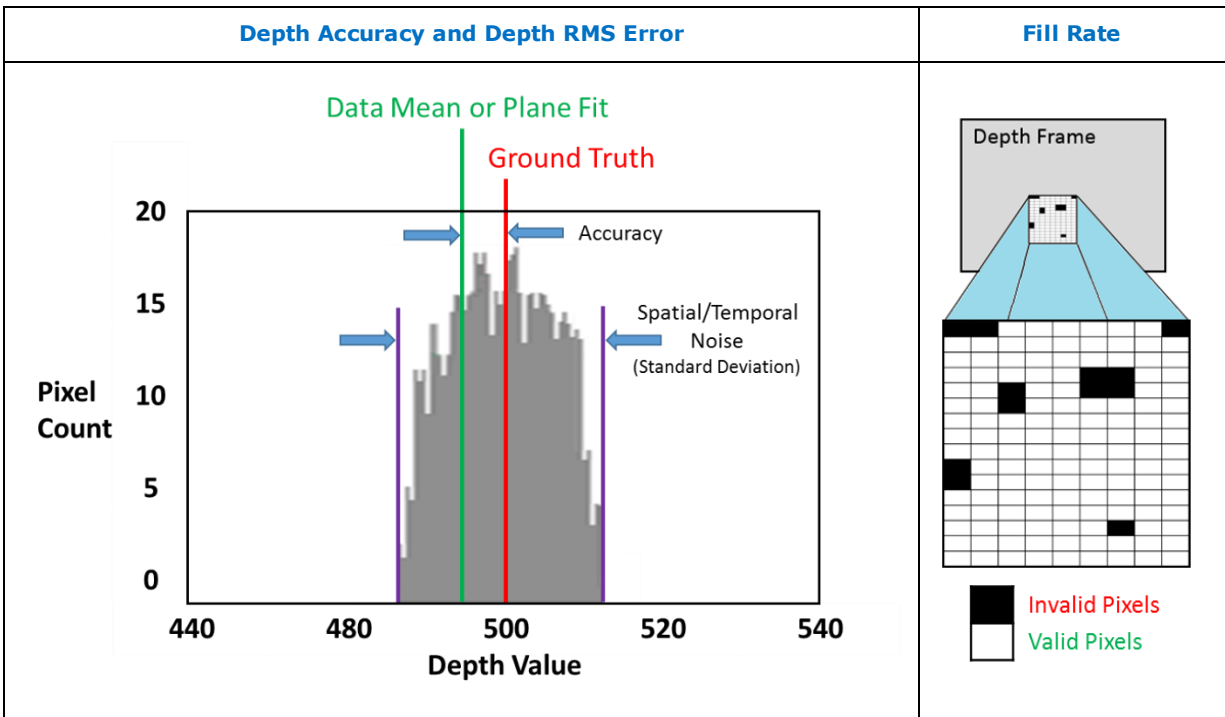 Depth Accuracy and Depth RMS Error
Fill Rate
Data Mean or Plane Fit
Ground Truth
20
Accuracy
15
Spatial/Temporal
Noise
(Standard Deviation)
Pixel
Count
10
5
0
440
480
500
520
540
Depth Value
Depth Frame
Invalid Pixels
Valid Pixels